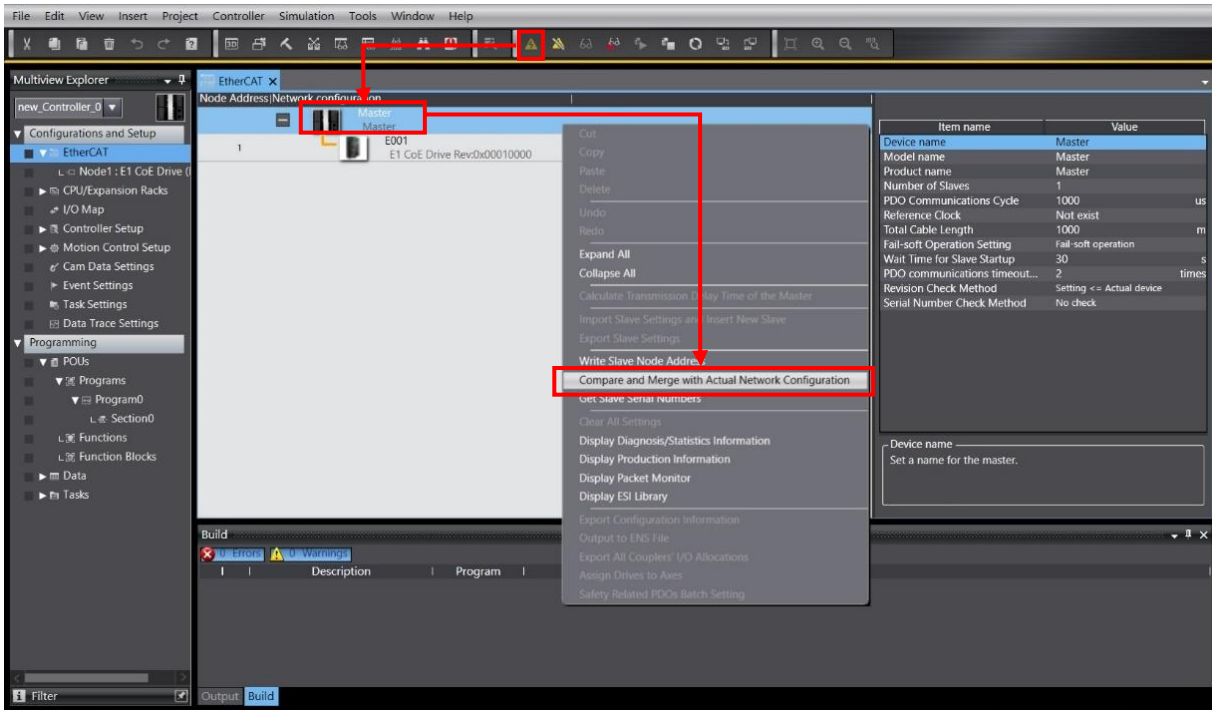 File Edit View Insert Project Controller Simulation Tools Window Help
Multiview Explorer
new_Controller_0
Configurations and Setup
EtherCAT
Node1 : E1 CoE Drive (
CPU/Expansion Racks
I/O Map
Controller Setup
Motion Control Setup
Cam Data Settings
Event Settings
Task Settings
Data Trace Settings
Programming
POUs
Programs
Program0
Section0
Functions
Function Blocks
Data
Tasks
Filter
EtherCAT
Node Address Network configuration
Master
Master
1
E001
E1 CoE Drive Rev:0x00010000
Cut
Copy
Paste
Delete
Undo
Redo
Expand All
Collapse All
Calculate Transmission Delay Time of the Master
Import Slave Settings and Insert New Slave
Export Slave Settings
Write Slave Node Address
Compare and Merge with Actual Network Configuration
Get Slave Serial Numbers
Clear All Settings
Display Diagnosis/Statistics Information
Display Production Information
Display Packet Monitor
Display ESI Library
Export Configuration Information
Output to ENS File
Export All Couplers' I/O Allocations
Assign Drives to Axes
Safety Related PDOs Batch Setting
Item name Value
Device name Master
Model name Master
Product name Master
Number of Slaves 1
PDO Communications Cycle 1000 us
Reference Clock Not exist
Total Cable Length 1000 m
Fail-soft Operation Setting Fail-soft operation
Wait Time for Slave Startup 30 s
PDO communications timeout... 2 times
Revision Check Method Setting <= Actual device
Serial Number Check Method No check
Device name
Set a name for the master.
Build
0 Errors 0 Warnings
Description Program
Output Build